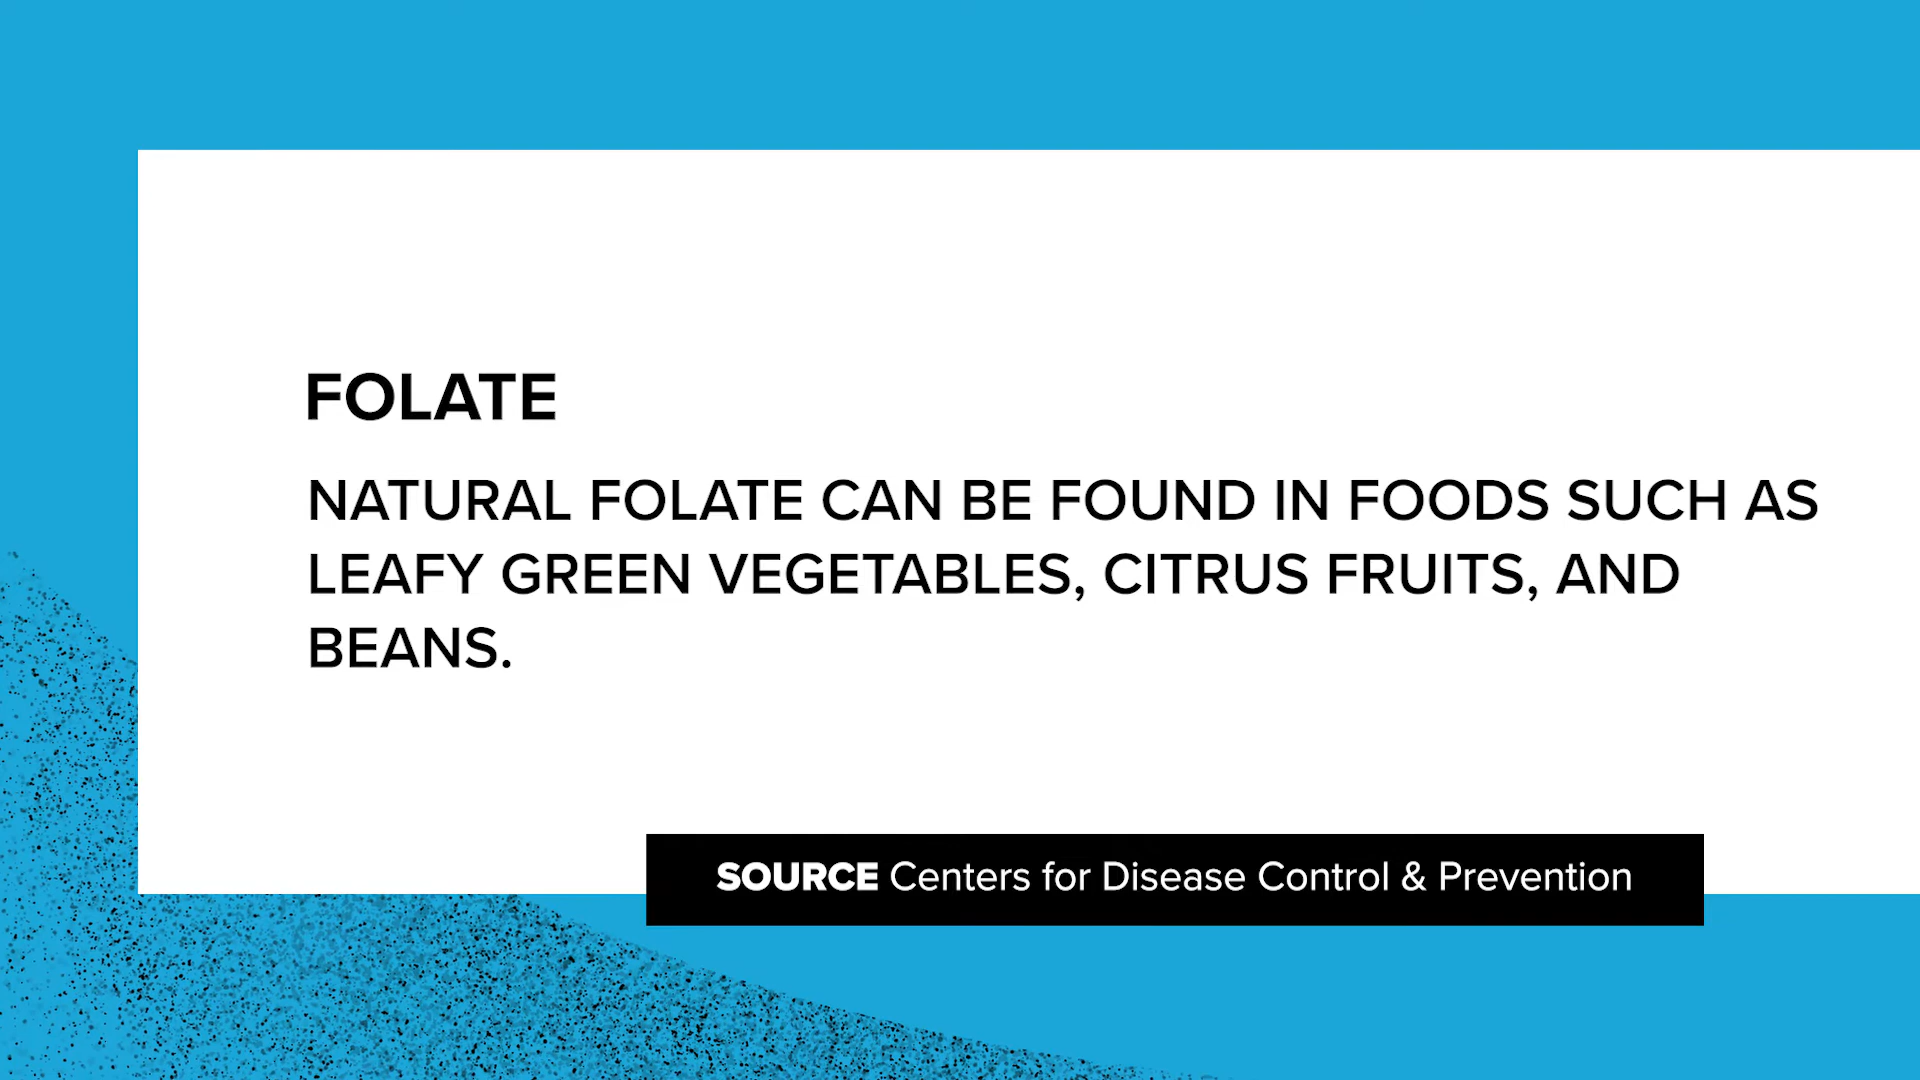 FOLATE
NATURAL FOLATE CAN BE FOUND IN FOODS SUCH AS
LEAFY GREEN VEGETABLES, CITRUS FRUITS, AND
BEANS.
SOURCE Centers for Disease Control & Prevention